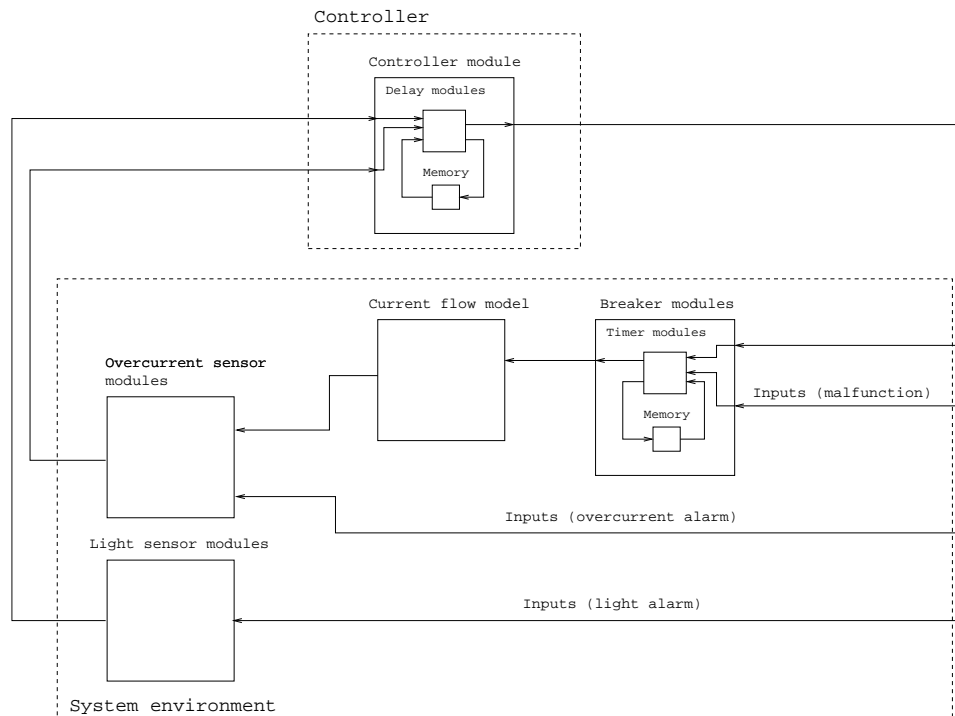 Controller
Controller module
Delay modules
Memory
Current flow model
Breaker modules
Timer modules
Overcurrent sensor
modules
Inputs (malfunction)
Memory
Inputs (overcurrent alarm)
Light sensor modules
Inputs (light alarm)
System environment